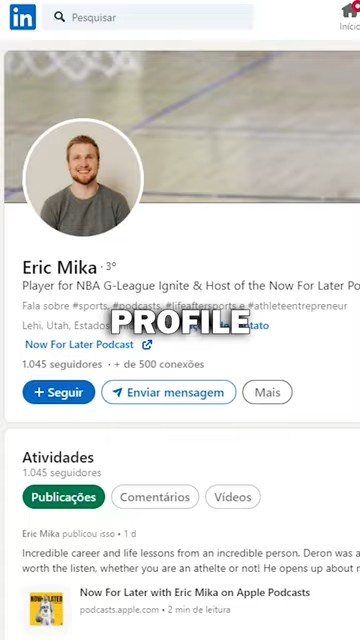 in
Pesquisar
Iníci
Eric Mika · 3º
Player for NBA G-League Ignite & Host of the Now For Later Po
Fala sobre #sports, #podcasts, #lifeaftersports e #athleteentrepreneur
Lehi, Utah, Estados
PROFILE
Now For Later Podcast
1.045 seguidores · + de 500 conexões
+ Seguir
Enviar mensagem
Mais
Atividades
1.045 seguidores
Publicações
Comentários
Vídeos
Eric Mika publicou isso • 1 d
Incredible career and life lessons from an incredible person. Deron was a
worth the listen, whether you are an athelte or not! He opens up about r
NOW LATER
Now For Later with Eric Mika on Apple Podcasts
podcasts.apple.com • 2 min de leitura